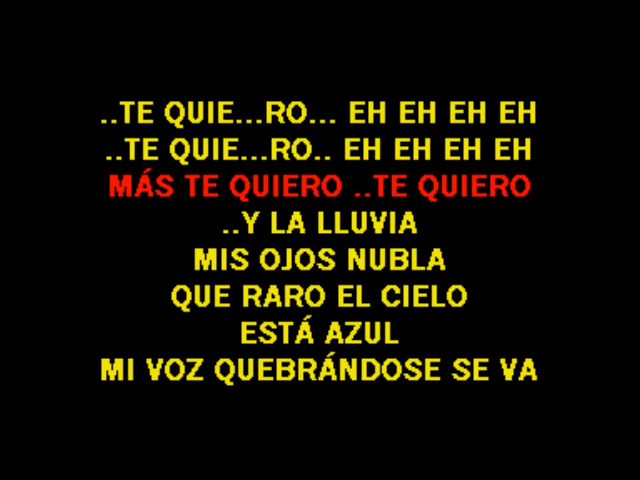 ..TE QUIE...RO... EH EH EH EH
..TE QUIE...RO.. EH EH EH EH
MÁS TE QUIERO ..TE QUIERO
..Y LA LLUVIA
MIS OJOS NUBLA
QUE RARO EL CIELO
ESTÁ AZUL
MI VOZ QUEBRÁNDOSE SE VA